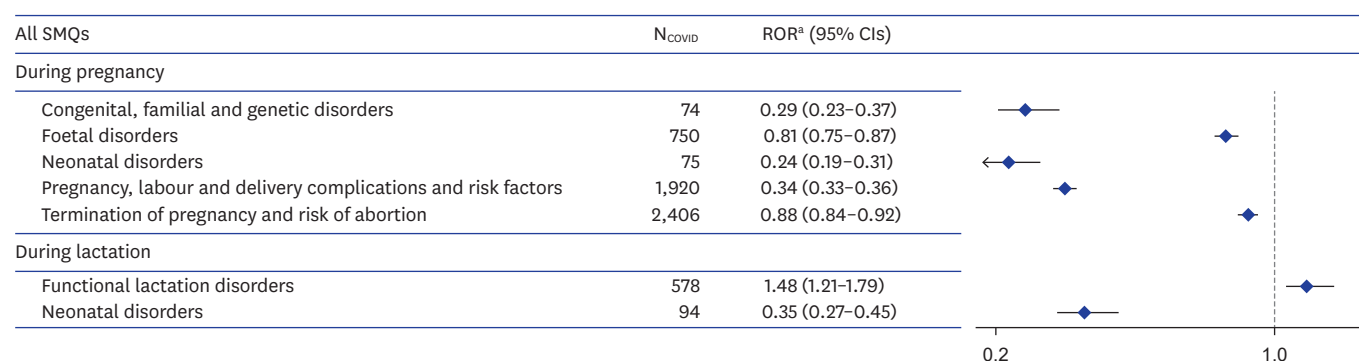 All SMQs N_COVID ROR^a (95% CIs)
During pregnancy
Congenital, familial and genetic disorders 74 0.29 (0.23–0.37)
Foetal disorders 750 0.81 (0.75–0.87)
Neonatal disorders 75 0.24 (0.19–0.31)
Pregnancy, labour and delivery complications and risk factors 1,920 0.34 (0.33–0.36)
Termination of pregnancy and risk of abortion 2,406 0.88 (0.84–0.92)
During lactation
Functional lactation disorders 578 1.48 (1.21–1.79)
Neonatal disorders 94 0.35 (0.27–0.45)
0.2 1.0